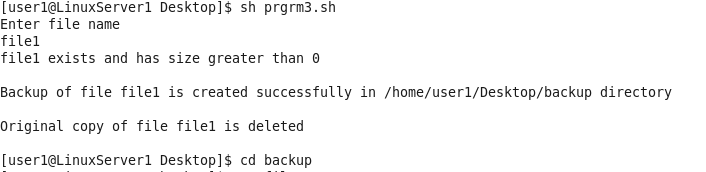 [user1@LinuxServer1 Desktop]$ sh prgrm3.sh
Enter file name
file1
file1 exists and has size greater than 0
Backup of file file1 is created successfully in /home/user1/Desktop/backup directory
Original copy of file file1 is deleted
[user1@LinuxServer1 Desktop]$ cd backup